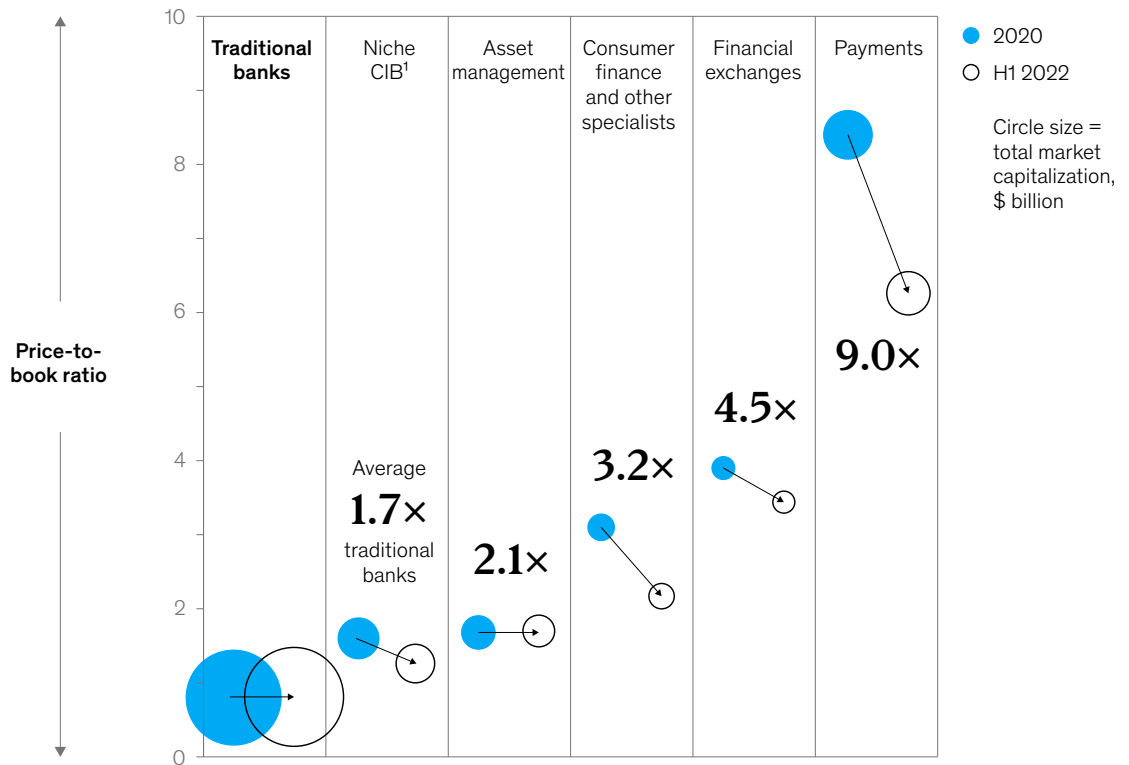 Price-to-
book ratio
10
8
6
4
2
0
Traditional
banks
Niche
CIB¹
Asset
management
Consumer
finance
and other
specialists
Financial
exchanges
Payments
Average
1.7×
traditional
banks
2.1×
3.2×
4.5×
9.0×
2020
H1 2022
Circle size =
total market
capitalization,
$ billion